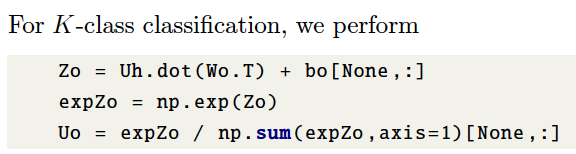 For K-class classification, we perform
Zo = Uh.dot(Wo.T) + bo[None,:]
expZo = np.exp(Zo)
Uo = expZo / np.sum(expZo,axis=1)[None,:]